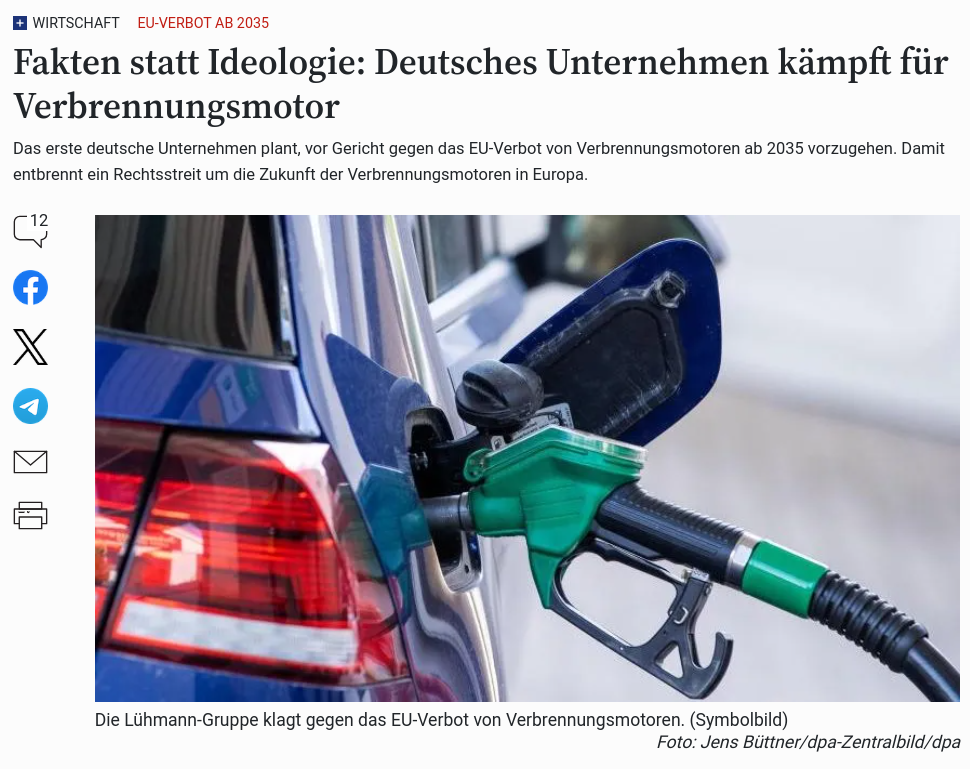 WIRTSCHAFT EU-VERBOT AB 2035
Fakten statt Ideologie: Deutsches Unternehmen kämpft für
Verbrennungsmotor
Das erste deutsche Unternehmen plant, vor Gericht gegen das EU-Verbot von Verbrennungsmotoren ab 2035 vorzugehen. Damit
entbrennt ein Rechtsstreit um die Zukunft der Verbrennungsmotoren in Europa.
12
Die Lühmann-Gruppe klagt gegen das EU-Verbot von Verbrennungsmotoren. (Symbolbild)
Foto: Jens Büttner/dpa-Zentralbild/dpa